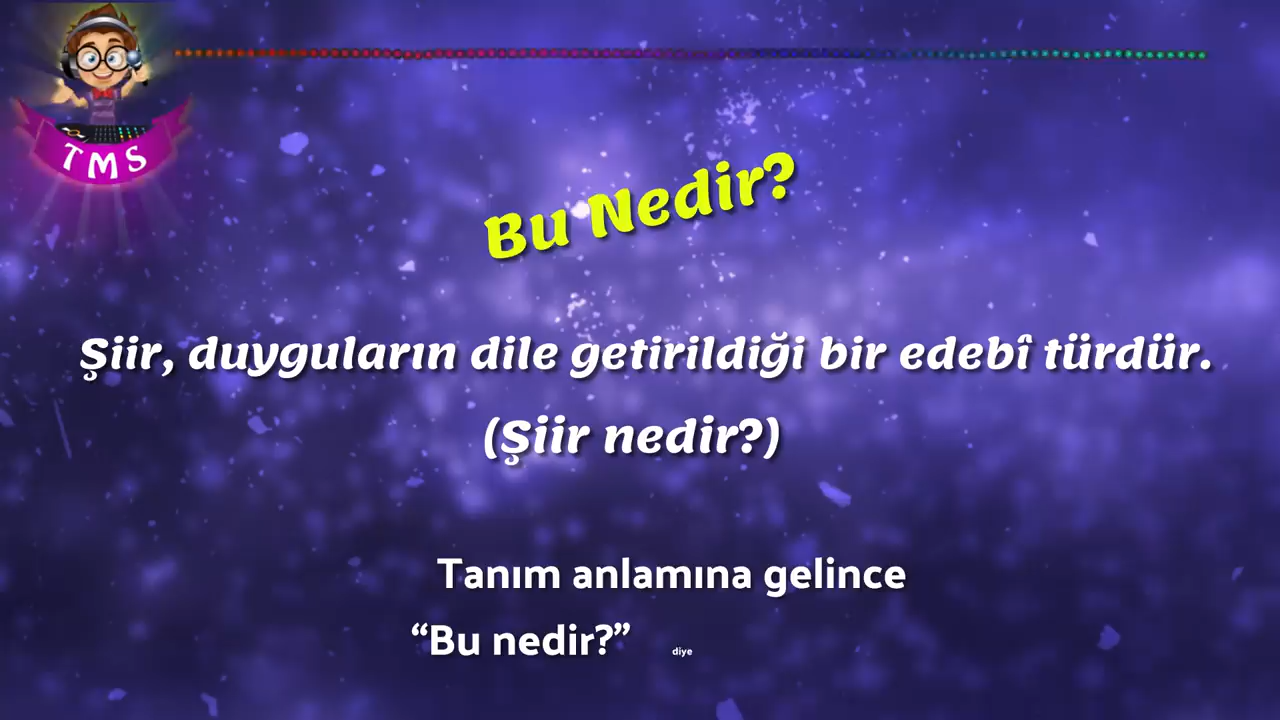 TMS
Bu Nedir?
Şiir, duyguların dile getirildiği bir edebî türdür.
(Şiir nedir?)
Tanım anlamına gelince
“Bu nedir?” diye